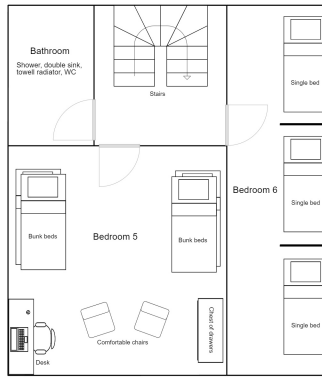 Bathroom
Shower, double sink,
towell radiator, WC
Stairs
Single bed
Bedroom 6
Single bed
Bunk beds
Bedroom 5
Bunk beds
Single bed
Chest of drawers
Comfortable chairs
Desk